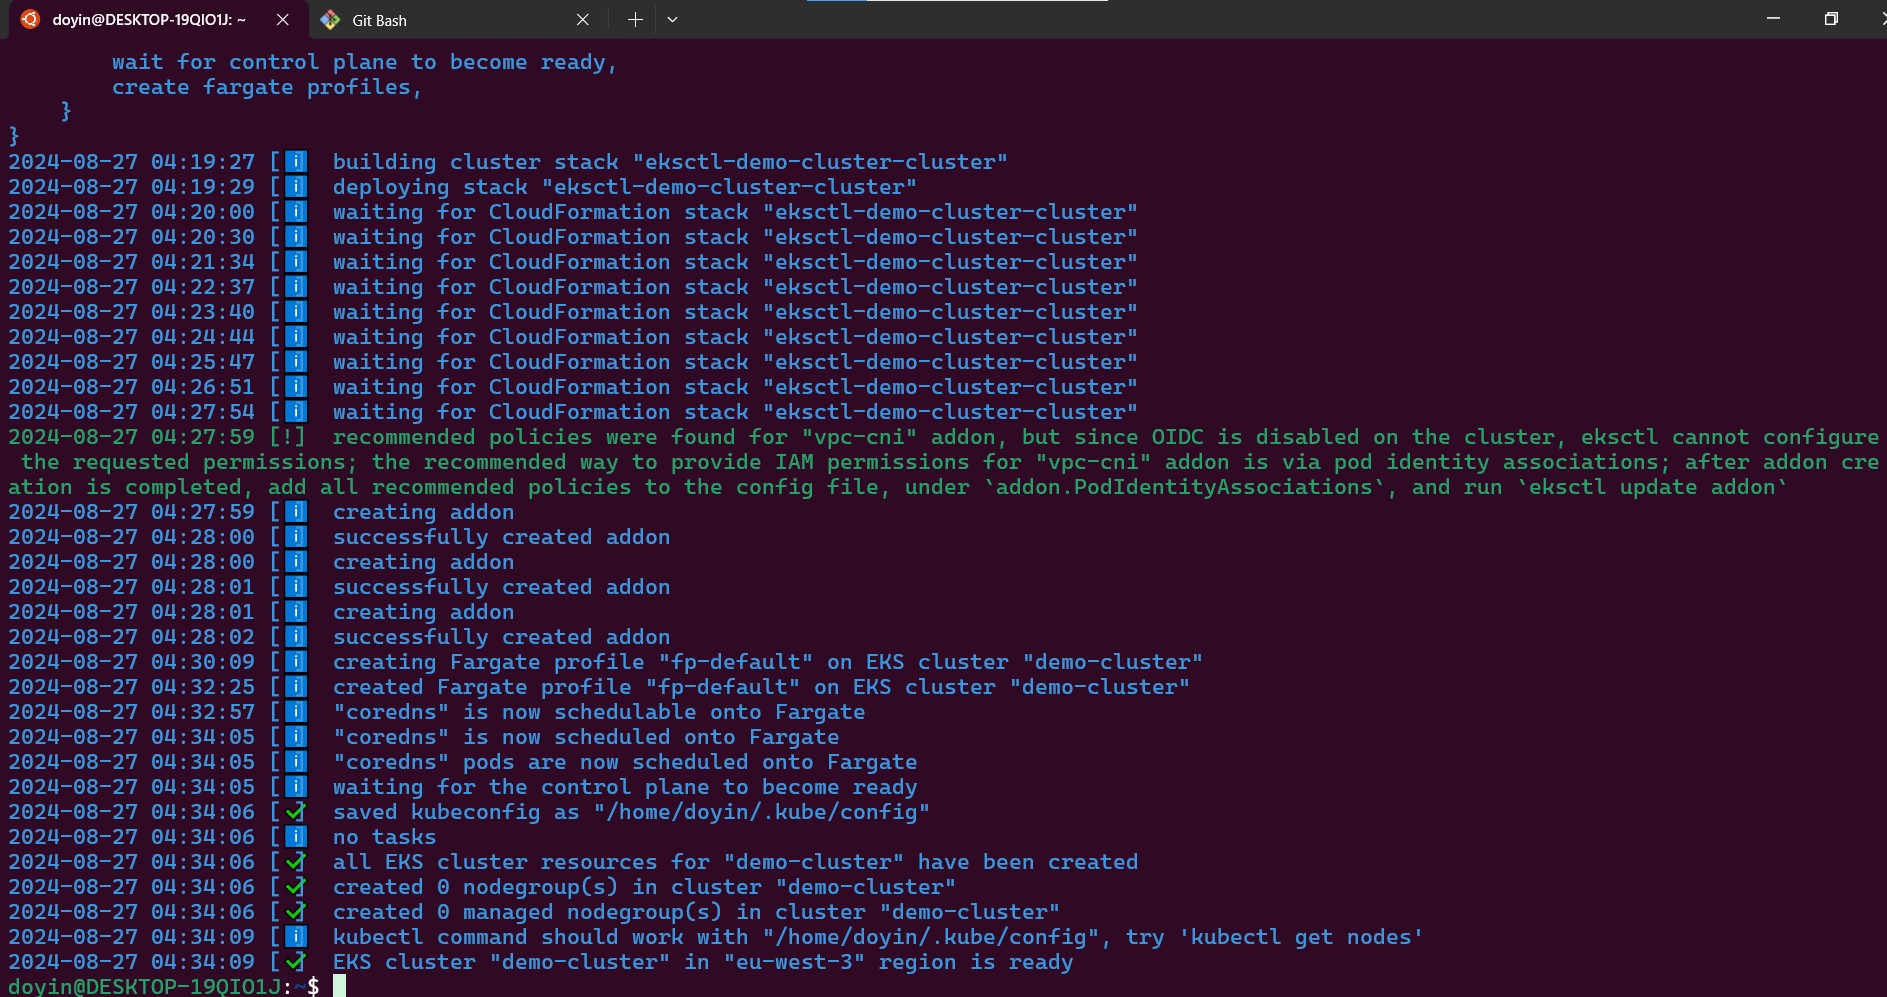 doyin@DESKTOP-19QIO1J: ~
Git Bash
wait for control plane to become ready,
create fargate profiles,
}
}
2024-08-27 04:19:27 [i] building cluster stack "eksctl-demo-cluster-cluster"
2024-08-27 04:19:29 [i] deploying stack "eksctl-demo-cluster-cluster"
2024-08-27 04:20:00 [i] waiting for CloudFormation stack "eksctl-demo-cluster-cluster"
2024-08-27 04:20:30 [i] waiting for CloudFormation stack "eksctl-demo-cluster-cluster"
2024-08-27 04:21:34 [i] waiting for CloudFormation stack "eksctl-demo-cluster-cluster"
2024-08-27 04:22:37 [i] waiting for CloudFormation stack "eksctl-demo-cluster-cluster"
2024-08-27 04:23:40 [i] waiting for CloudFormation stack "eksctl-demo-cluster-cluster"
2024-08-27 04:24:44 [i] waiting for CloudFormation stack "eksctl-demo-cluster-cluster"
2024-08-27 04:25:47 [i] waiting for CloudFormation stack "eksctl-demo-cluster-cluster"
2024-08-27 04:26:51 [i] waiting for CloudFormation stack "eksctl-demo-cluster-cluster"
2024-08-27 04:27:54 [i] waiting for CloudFormation stack "eksctl-demo-cluster-cluster"
2024-08-27 04:27:59 [!] recommended policies were found for "vpc-cni" addon, but since OIDC is disabled on the cluster, eksctl cannot configure
the requested permissions; the recommended way to provide IAM permissions for "vpc-cni" addon is via pod identity associations; after addon cre
ation is completed, add all recommended policies to the config file, under `addon.PodIdentityAssociations`, and run `eksctl update addon`
2024-08-27 04:27:59 [i] creating addon
2024-08-27 04:28:00 [i] successfully created addon
2024-08-27 04:28:00 [i] creating addon
2024-08-27 04:28:01 [i] successfully created addon
2024-08-27 04:28:01 [i] creating addon
2024-08-27 04:28:02 [i] successfully created addon
2024-08-27 04:30:09 [i] creating Fargate profile "fp-default" on EKS cluster "demo-cluster"
2024-08-27 04:32:25 [i] created Fargate profile "fp-default" on EKS cluster "demo-cluster"
2024-08-27 04:32:57 [i] "coredns" is now schedulable onto Fargate
2024-08-27 04:34:05 [i] "coredns" is now scheduled onto Fargate
2024-08-27 04:34:05 [i] "coredns" pods are now scheduled onto Fargate
2024-08-27 04:34:05 [i] waiting for the control plane to become ready
2024-08-27 04:34:06 [✔] saved kubeconfig as "/home/doyin/.kube/config"
2024-08-27 04:34:06 [i] no tasks
2024-08-27 04:34:06 [✔] all EKS cluster resources for "demo-cluster" have been created
2024-08-27 04:34:06 [✔] created 0 nodegroup(s) in cluster "demo-cluster"
2024-08-27 04:34:06 [✔] created 0 managed nodegroup(s) in cluster "demo-cluster"
2024-08-27 04:34:09 [i] kubectl command should work with "/home/doyin/.kube/config", try 'kubectl get nodes'
2024-08-27 04:34:09 [✔] EKS cluster "demo-cluster" in "eu-west-3" region is ready
doyin@DESKTOP-19QIO1J:~$